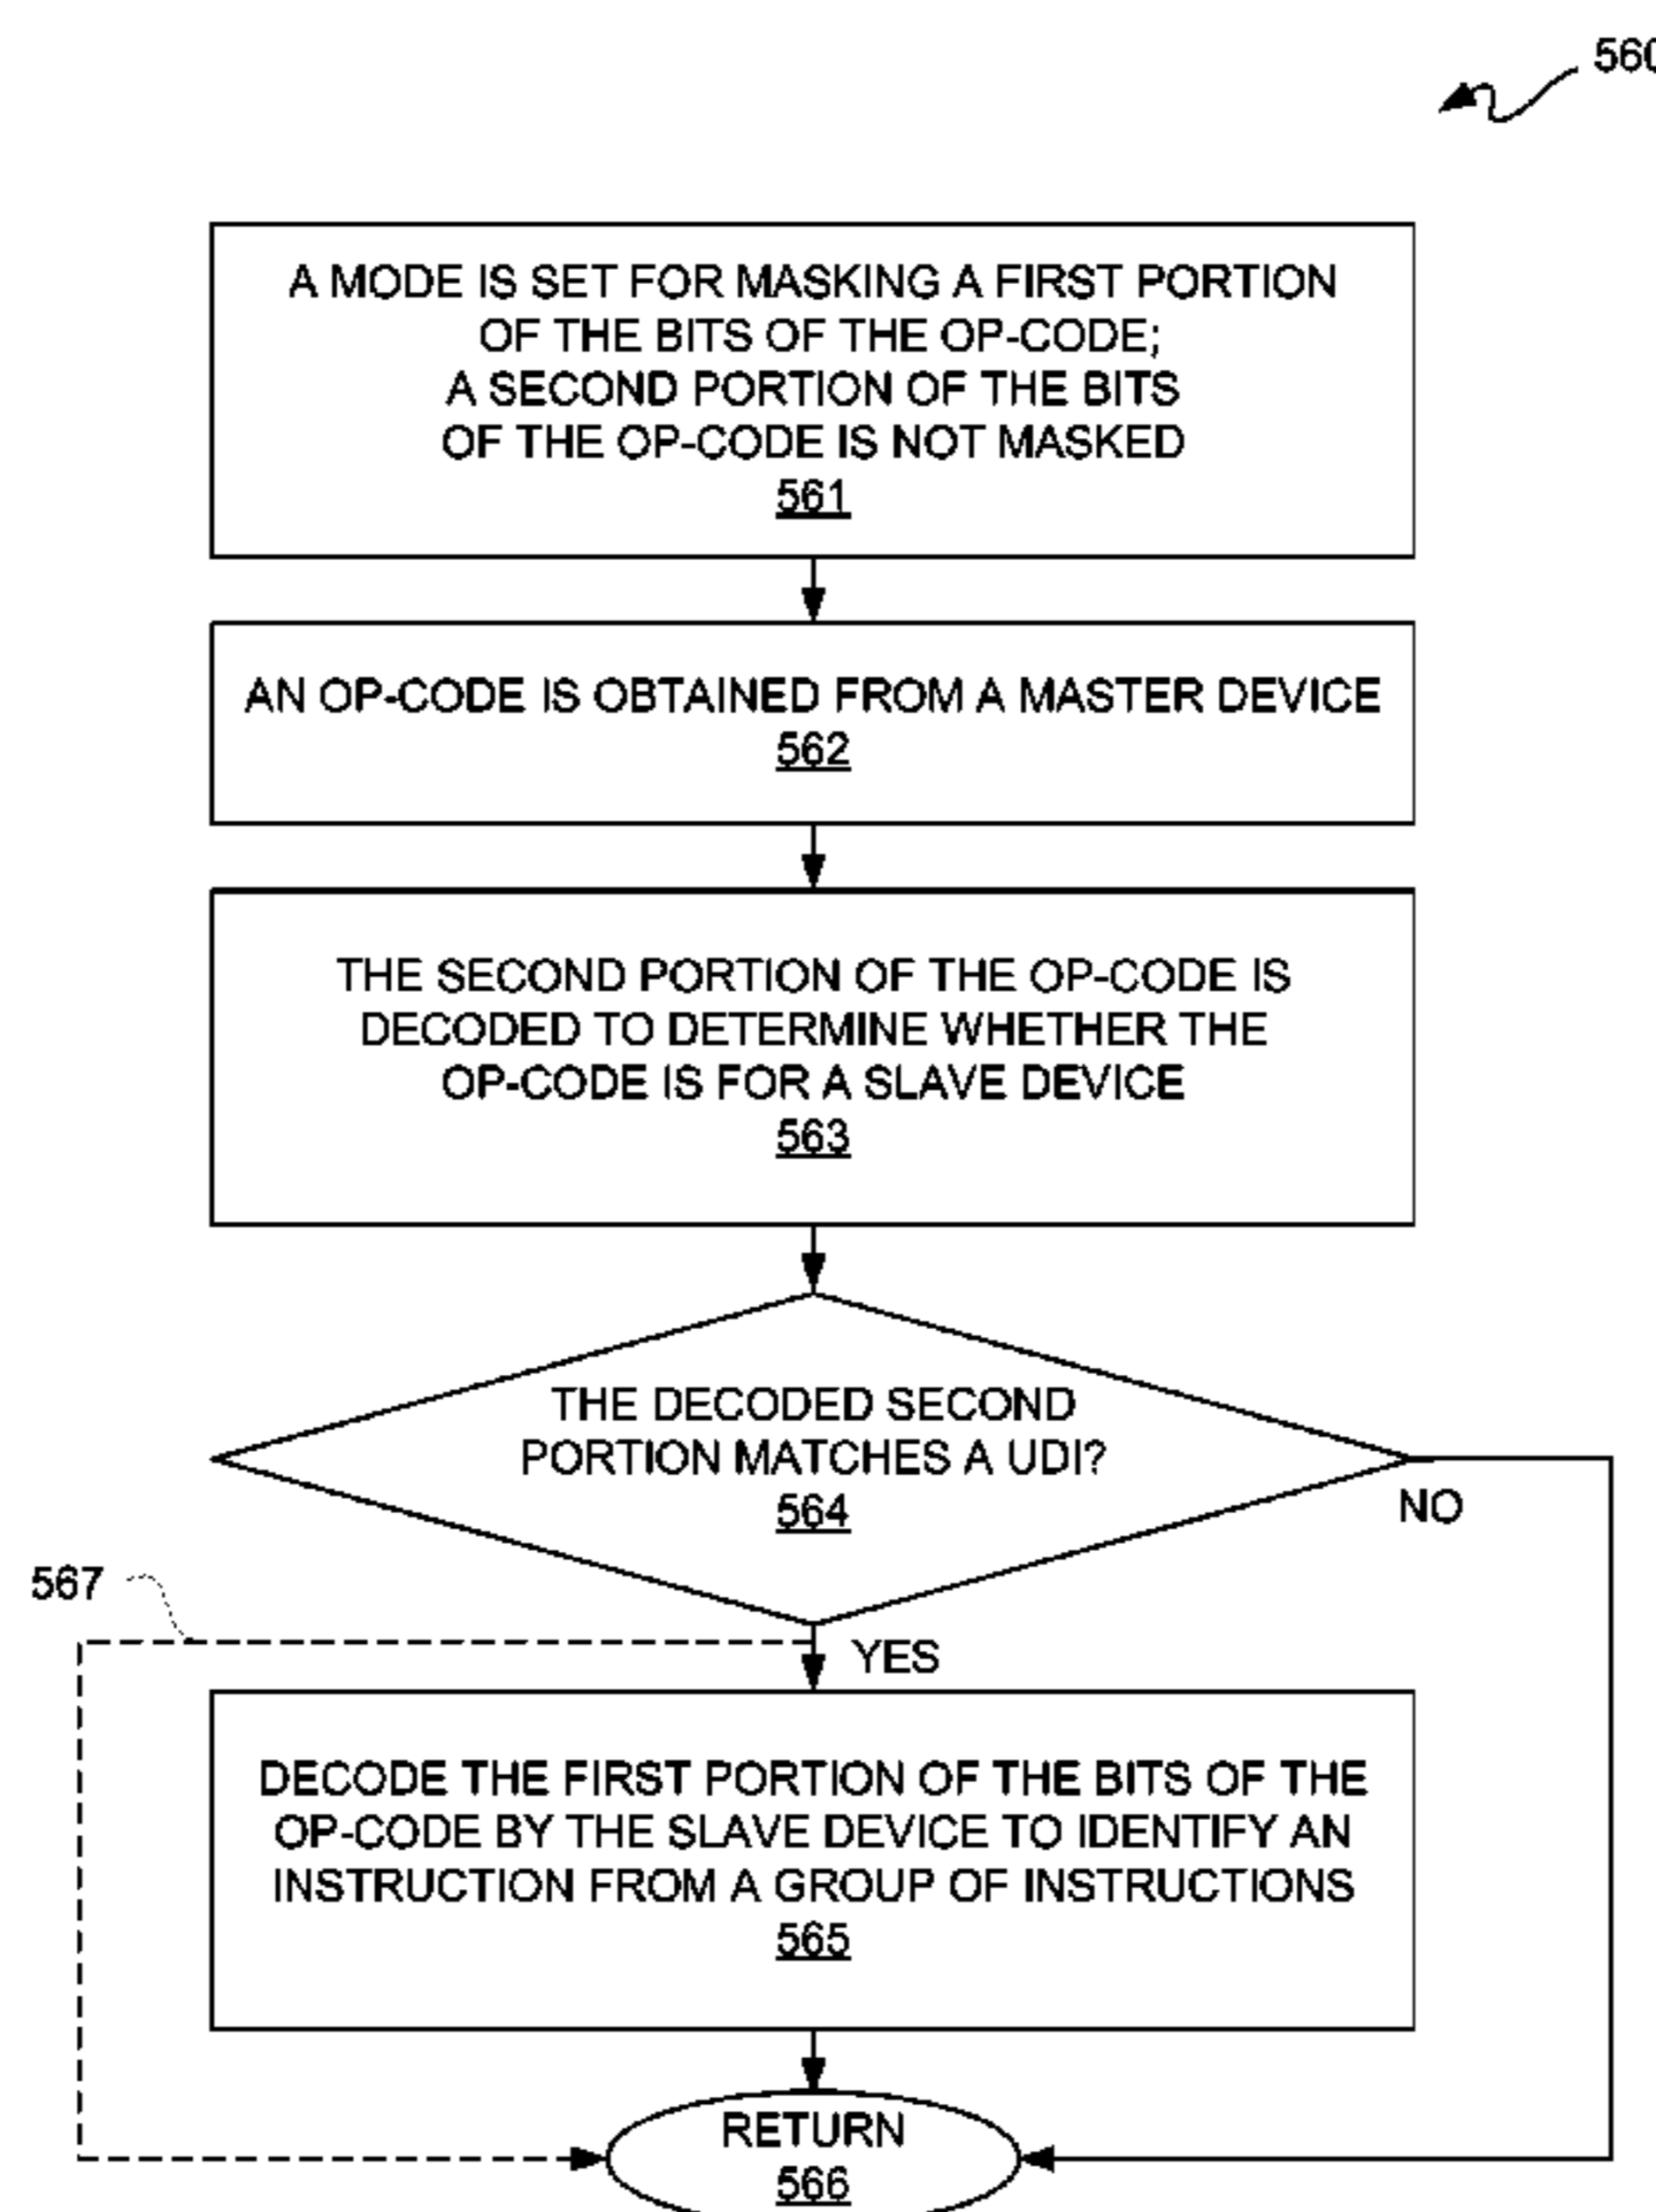 560
A MODE IS SET FOR MASKING A FIRST PORTION
OF THE BITS OF THE OP-CODE;
A SECOND PORTION OF THE BITS
OF THE OP-CODE IS NOT MASKED
561
AN OP-CODE IS OBTAINED FROM A MASTER DEVICE
562
THE SECOND PORTION OF THE OP-CODE IS
DECODED TO DETERMINE WHETHER THE
OP-CODE IS FOR A SLAVE DEVICE
563
THE DECODED SECOND
PORTION MATCHES A UDI?
564
NO
567
YES
DECODE THE FIRST PORTION OF THE BITS OF THE
OP-CODE BY THE SLAVE DEVICE TO IDENTIFY AN
INSTRUCTION FROM A GROUP OF INSTRUCTIONS
565
RETURN
566